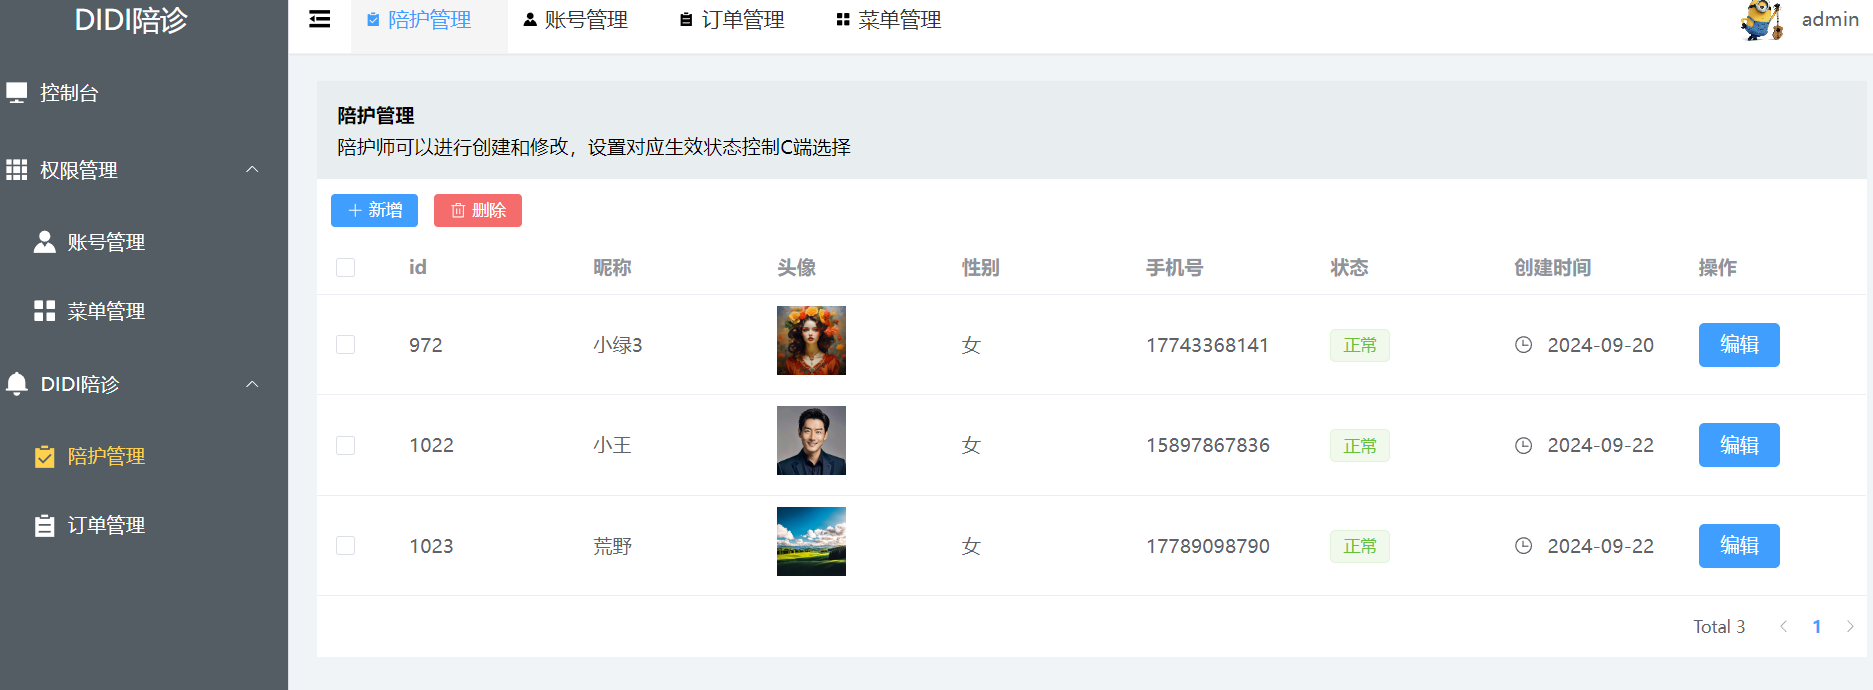 DIDI陪诊
控制台
权限管理
账号管理
菜单管理
DIDI陪诊
陪护管理
订单管理
陪护管理 账号管理 订单管理 菜单管理 admin
陪护管理
陪护师可以进行创建和修改，设置对应生效状态控制C端选择
新增 删除
id 昵称 头像 性别 手机号 状态 创建时间 操作
972 小绿3 女 17743368141 正常 2024-09-20 编辑
1022 小王 女 15897867836 正常 2024-09-22 编辑
1023 荒野 女 17789098790 正常 2024-09-22 编辑
Total 3 1